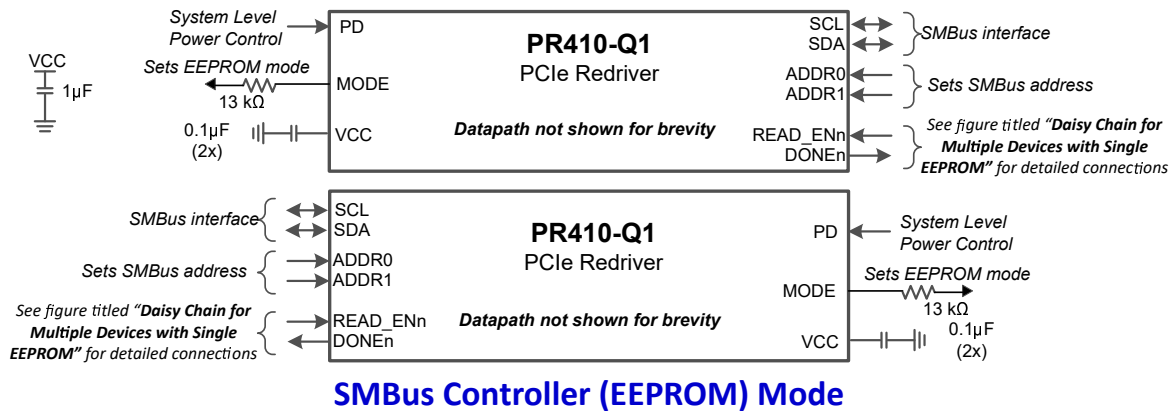 System Level
Power Control
PD
PR410-Q1
PCIe Redriver
SCL
SDA
SMBus interface
VCC
1µF
Sets EEPROM mode
13 kΩ
MODE
ADDR0
ADDR1
Sets SMBus address
0.1µF
(2x)
VCC
Datapath not shown for brevity
READ_ENn
DONEn
See figure titled “Daisy Chain for
Multiple Devices with Single
EEPROM” for detailed connections
SMBus interface
SCL
SDA
PR410-Q1
PCIe Redriver
PD
System Level
Power Control
Sets SMBus address
ADDR0
ADDR1
MODE
Sets EEPROM mode
13 kΩ
See figure titled “Daisy Chain for
Multiple Devices with Single
EEPROM” for detailed connections
READ_ENn
DONEn
Datapath not shown for brevity
VCC
0.1µF
(2x)
SMBus Controller (EEPROM) Mode